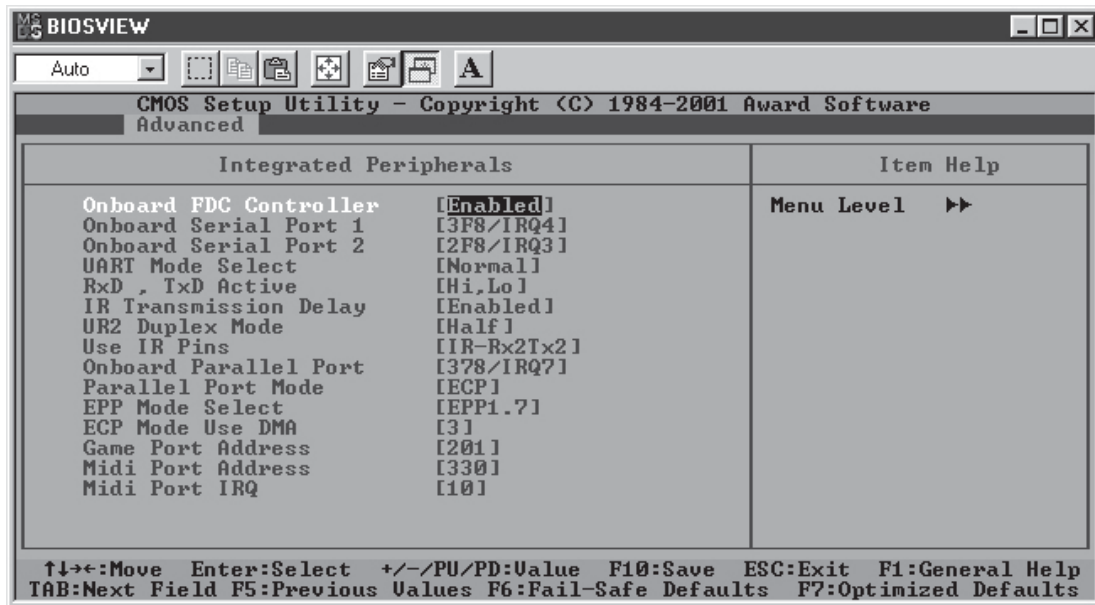 MS DS BIOSVIEW
Auto A
CMOS Setup Utility - Copyright (C) 1984-2001 Award Software
Advanced
Integrated Peripherals Item Help
Onboard FDC Controller [Enabled] Menu Level ▶▶
Onboard Serial Port 1 [3F8/IRQ4]
Onboard Serial Port 2 [2F8/IRQ3]
UART Mode Select [Normal]
RxD , TxD Active [Hi,Lo]
IR Transmission Delay [Enabled]
UR2 Duplex Mode [Half]
Use IR Pins [IR-Rx2Tx2]
Onboard Parallel Port [378/IRQ7]
Parallel Port Mode [ECP]
EPP Mode Select [EPP1.7]
ECP Mode Use DMA [3]
Game Port Address [201]
Midi Port Address [330]
Midi Port IRQ [10]
↑↓→←:Move Enter:Select +/-/PU/PD:Value F10:Save ESC:Exit F1:General Help
TAB:Next Field F5:Previous Values F6:Fail-Safe Defaults F7:Optimized Defaults